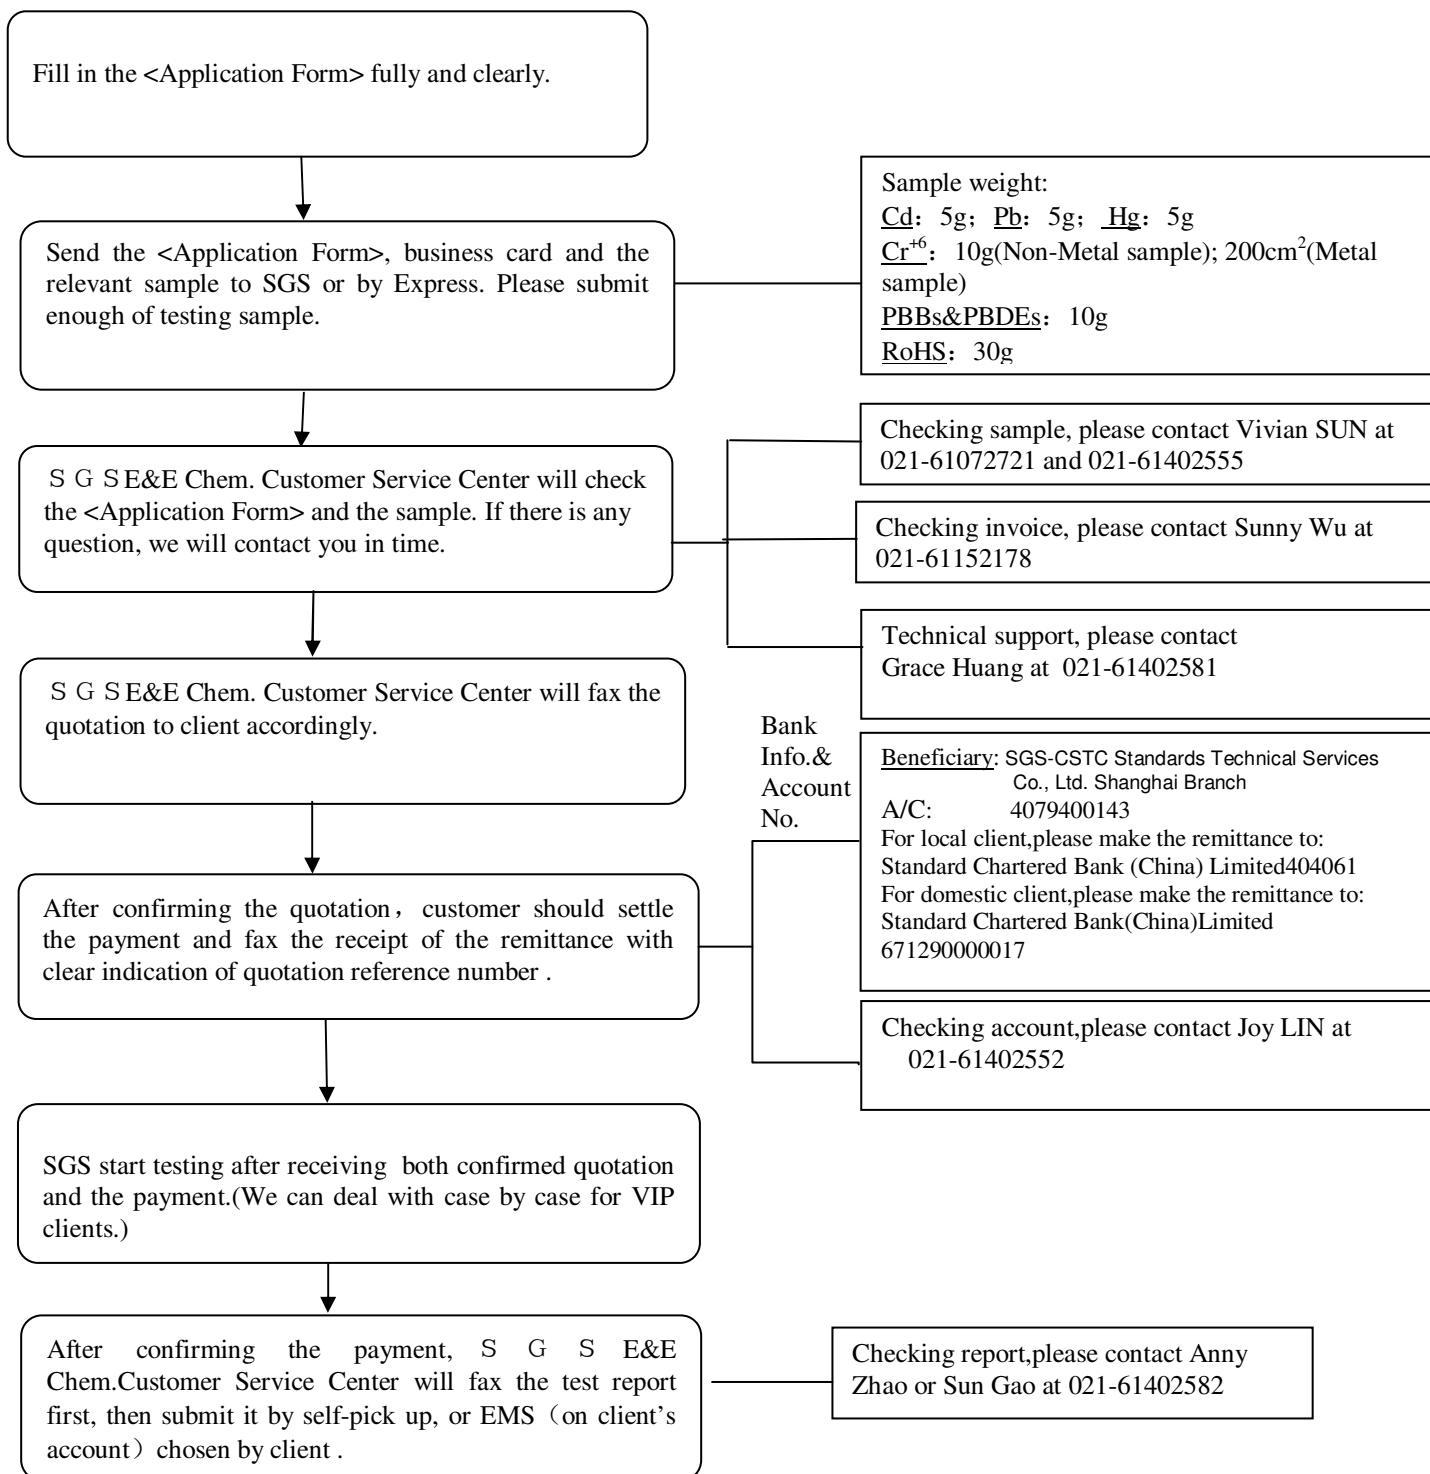 Fill in the <Application Form> fully and clearly.
Send the <Application Form>, business card and the
relevant sample to SGS or by Express. Please submit
enough of testing sample.
Sample weight:
Cd：5g；Pb：5g； Hg：5g
Cr⁺⁶：10g(Non-Metal sample); 200cm²(Metal
sample)
PBBs&PBDEs：10g
RoHS：30g
ＳＧＳE&E Chem. Customer Service Center will check
the <Application Form> and the sample. If there is any
question, we will contact you in time.
Checking sample, please contact Vivian SUN at
021-61072721 and 021-61402555
Checking invoice, please contact Sunny Wu at
021-61152178
Technical support, please contact
Grace Huang at 021-61402581
ＳＧＳE&E Chem. Customer Service Center will fax the
quotation to client accordingly.
Bank
Info.&
Account
No.
Beneficiary: SGS-CSTC Standards Technical Services
Co., Ltd. Shanghai Branch
A/C: 4079400143
For local client,please make the remittance to:
Standard Chartered Bank (China) Limited404061
For domestic client,please make the remittance to:
Standard Chartered Bank(China)Limited
671290000017
After confirming the quotation，customer should settle
the payment and fax the receipt of the remittance with
clear indication of quotation reference number .
Checking account,please contact Joy LIN at
021-61402552
SGS start testing after receiving both confirmed quotation
and the payment.(We can deal with case by case for VIP
clients.)
After confirming the payment, Ｓ Ｇ Ｓ E&E
Chem.Customer Service Center will fax the test report
first, then submit it by self-pick up, or EMS（on client’s
account）chosen by client .
Checking report,please contact Anny
Zhao or Sun Gao at 021-61402582